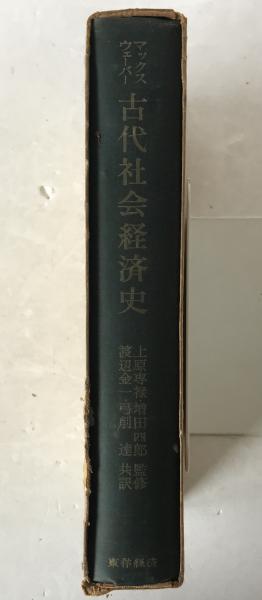 マックス
ウェーバー
古代社会経済史
上原専禄・増田四郎 監修
渡辺金一・弓削 達 共訳
東洋経済